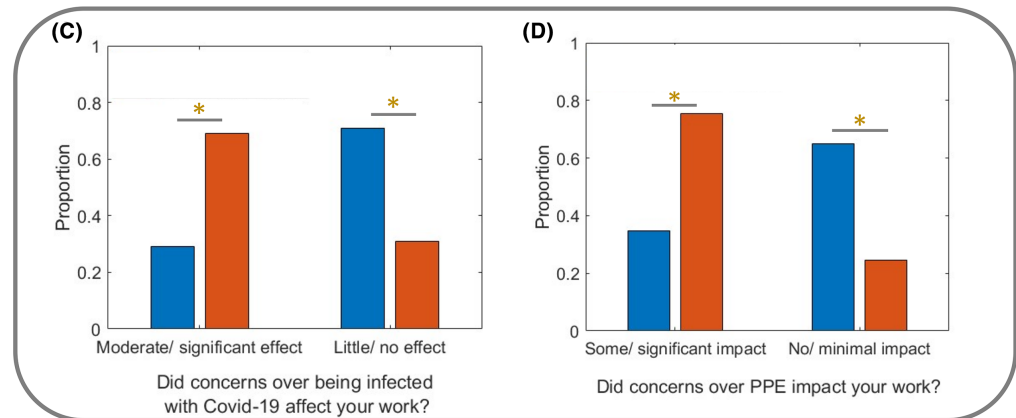 (C)
1
0.8
0.6
0.4
0.2
0
Proportion
*
*
Moderate/ significant effect
Little/ no effect
Did concerns over being infected
with Covid-19 affect your work?
(D)
1
0.8
0.6
0.4
0.2
0
Proportion
*
*
Some/ significant impact
No/ minimal impact
Did concerns over PPE impact your work?